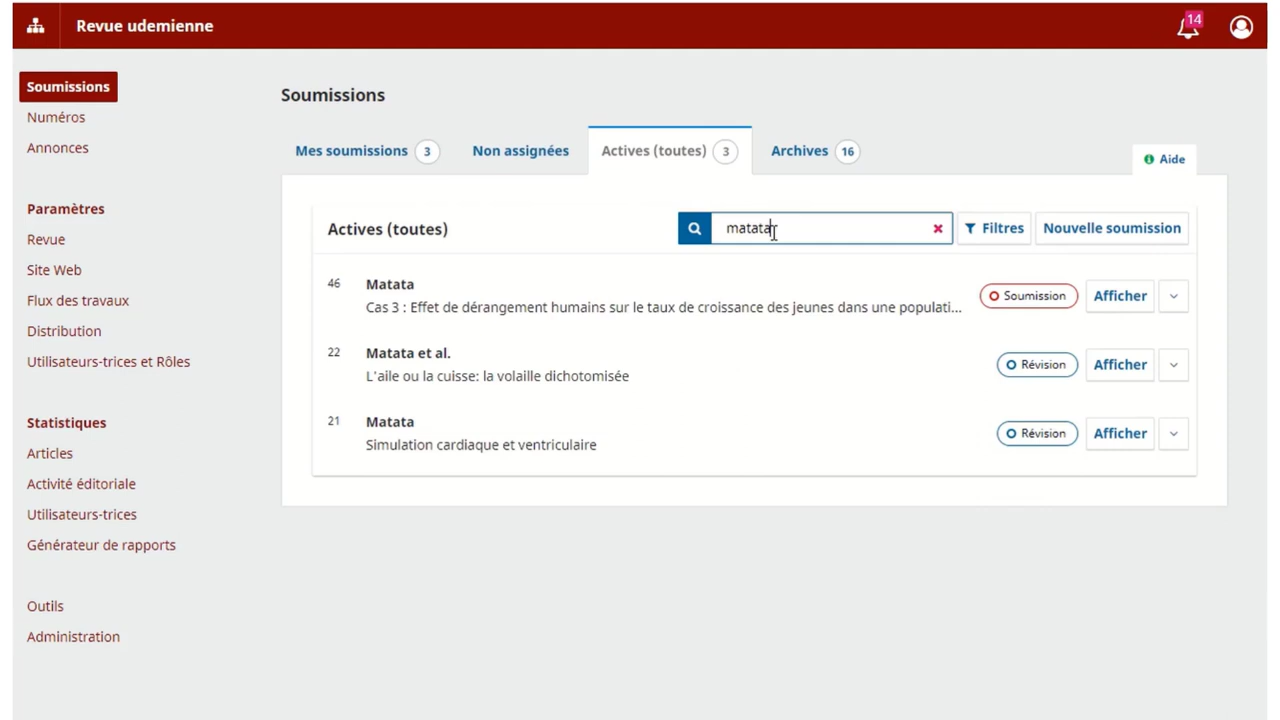 Revue udemienne
14
Soumissions
Numéros
Annonces
Paramètres
Revue
Site Web
Flux des travaux
Distribution
Utilisateurs-trices et Rôles
Statistiques
Articles
Activité éditoriale
Utilisateurs-trices
Générateur de rapports
Outils
Administration
Soumissions
Mes soumissions 3 Non assignées Actives (toutes) 3 Archives 16
Aide
Actives (toutes) matata Filtres Nouvelle soumission
46 Matata
Cas 3 : Effet de dérangement humains sur le taux de croissance des jeunes dans une populati...
Soumission Afficher
22 Matata et al.
L'aile ou la cuisse: la volaille dichotomisée
Révision Afficher
21 Matata
Simulation cardiaque et ventriculaire
Révision Afficher